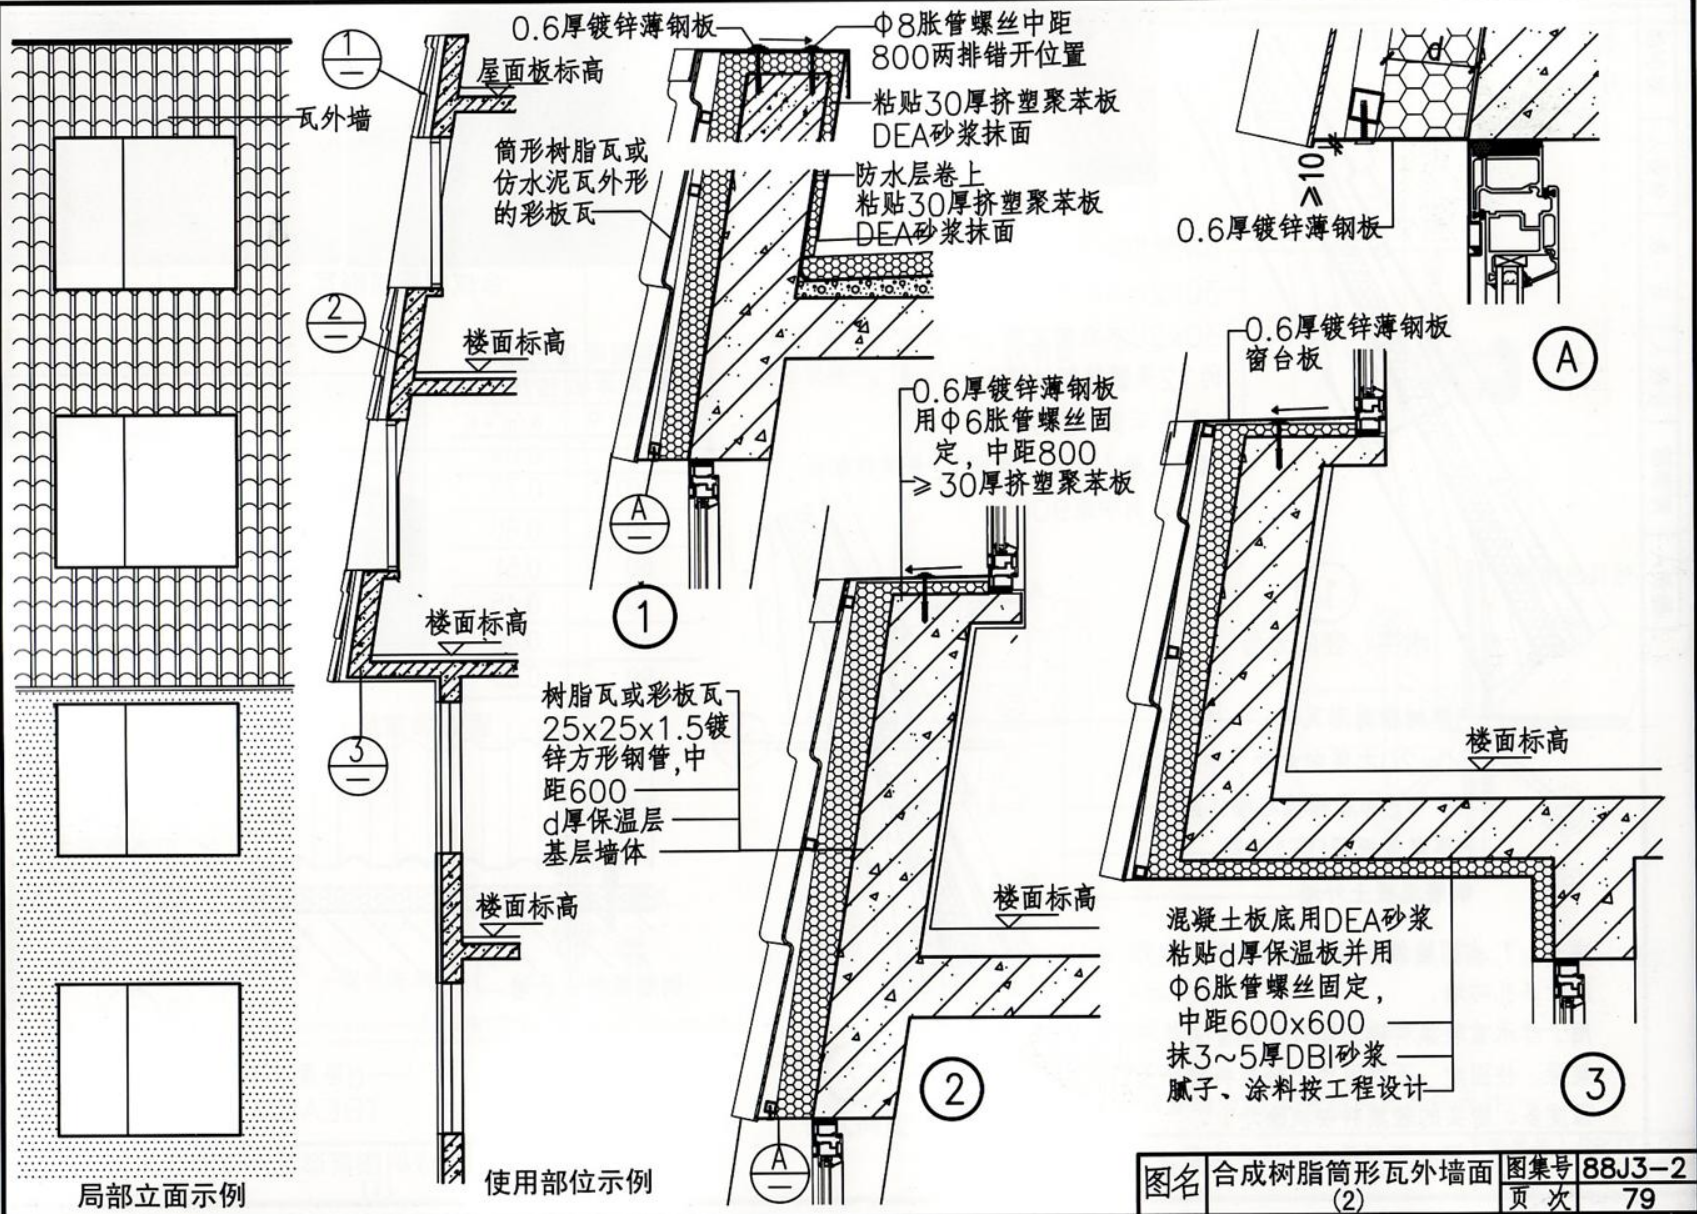 1
—
屋面板标高
瓦外墙
2
—
楼面标高
楼面标高
3
—
楼面标高
局部立面示例
使用部位示例
0.6厚镀锌薄钢板
Φ8胀管螺丝中距
800两排错开位置
粘贴30厚挤塑聚苯板
DEA砂浆抹面
筒形树脂瓦或
仿水泥瓦外形
的彩板瓦
防水层卷上
粘贴30厚挤塑聚苯板
DEA砂浆抹面
A
—
1
0.6厚镀锌薄钢板
用Φ6胀管螺丝固
定，中距800
≥30厚挤塑聚苯板
树脂瓦或彩板瓦
25x25x1.5镀
锌方形钢管,中
距600
d厚保温层
基层墙体
楼面标高
A
—
2
d
≥10
0.6厚镀锌薄钢板
A
0.6厚镀锌薄钢板
窗台板
楼面标高
混凝土板底用DEA砂浆
粘贴d厚保温板并用
Φ6胀管螺丝固定，
中距600x600
抹3~5厚DBI砂浆
腻子、涂料按工程设计
3
图名
合成树脂筒形瓦外墙面
(2)
图集号
88J3-2
页 次
79